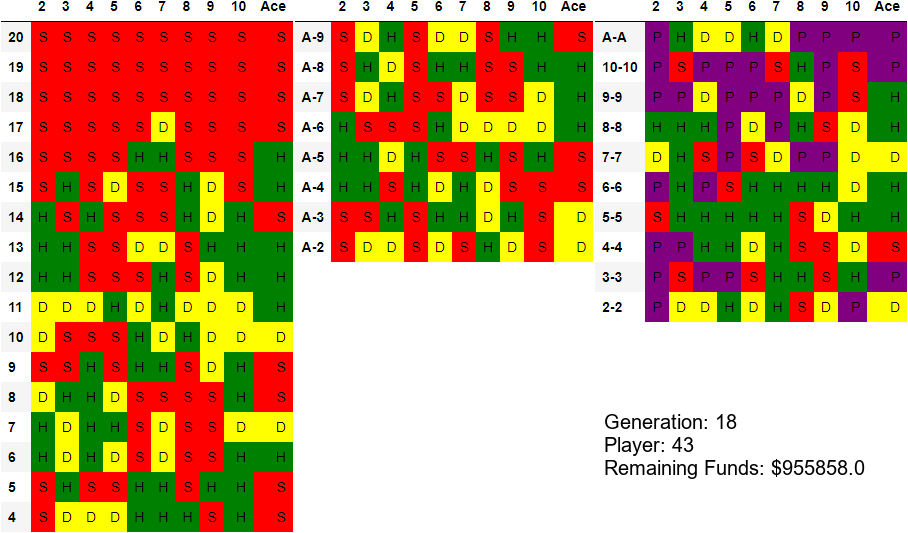 2 3 4 5 6 7 8 9 10 Ace
20 S S S S S S S S S S
19 S S S S S S S S S S
18 S S S S S S S S S S
17 S S S S S D S S S S
16 S S S S H H S S S H
15 S H S D S S H D S H
14 H S H S S S H D H S
13 H H S S D D S H H H
12 H H S S S H S D H H
11 D D D H D H D D D H
10 D S S S H D H D D D
9 S S H S H H S D H S
8 D H H D S S S S H S
7 H D H H S D S S D D
6 H D H D S D S S H H
5 S H S S H H S H H S
4 S D D D H H H S H S
2 3 4 5 6 7 8 9 10 Ace
A-9 S D H S D D S H H S
A-8 S H D S H H S S H H
A-7 S D H S S D S S D H
A-6 H S S S H D D D D H
A-5 H H D H S S H S H S
A-4 H H S H D H D S S S
A-3 S S H H H H D H S D
A-2 S D D S D S H D S D
2 3 4 5 6 7 8 9 10 Ace
A-A P H D D H D P P P P
10-10 P S P P P S H P S P
9-9 P P D P P P D P S H
8-8 H H H P D P H S D H
7-7 D H S P S D P P D D
6-6 P H P S H H H H D H
5-5 S H H H H H S D H H
4-4 P P H H D H S S D S
3-3 P S P P S H H S H P
2-2 P D D H D H S D P D
Generation: 18
Player: 43
Remaining Funds: $955858.0